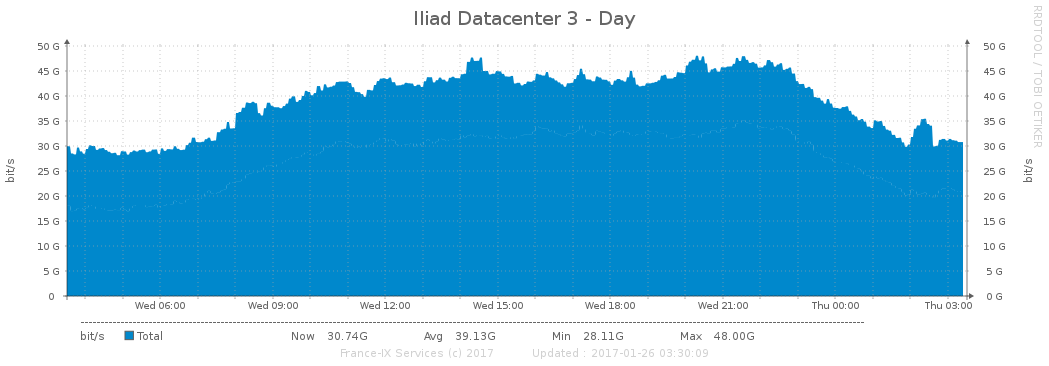 Iliad Datacenter 3 - Day
RRDTOOL / TOBI OETIKER
50 G 50 G
45 G 45 G
40 G 40 G
35 G 35 G
30 G 30 G
25 G 25 G
20 G 20 G
15 G 15 G
10 G 10 G
5 G 5 G
0 0 G
bit/s bit/s
Wed 06:00 Wed 09:00 Wed 12:00 Wed 15:00 Wed 18:00 Wed 21:00 Thu 00:00 Thu 03:00
bit/s Total Now 30.74G Avg 39.13G Min 28.11G Max 48.00G
France-IX Services (c) 2017 Updated : 2017-01-26 03:30:09